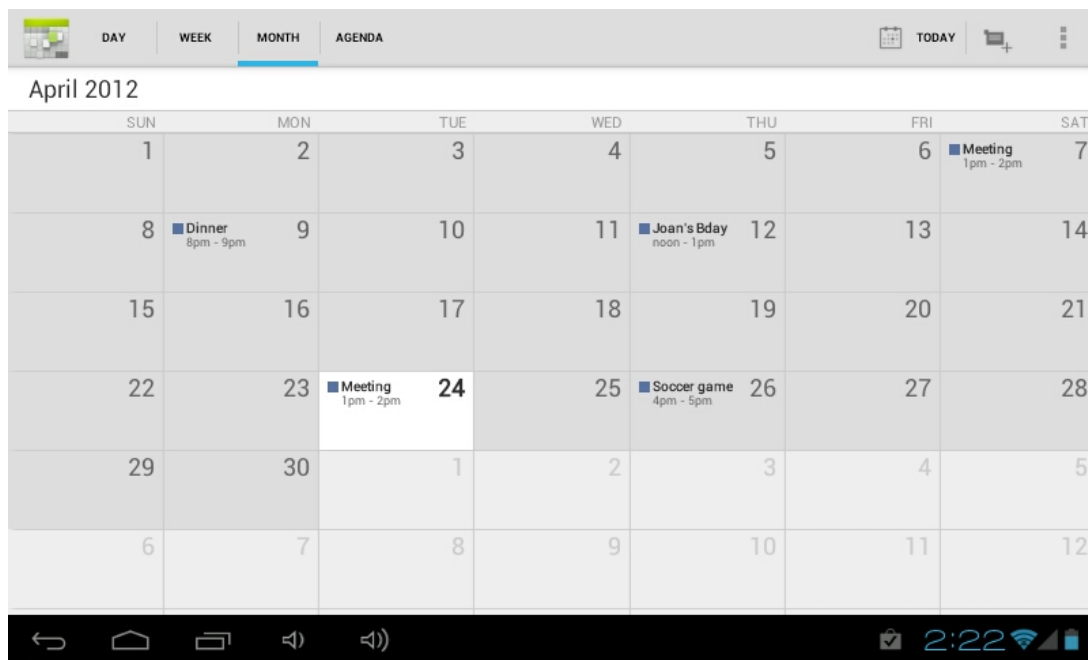 DAY WEEK MONTH AGENDA TODAY
April 2012
SUN MON TUE WED THU FRI SAT
1 2 3 4 5 6 Meeting 7
1pm - 2pm
8 Dinner 9 10 11 Joan's Bday 12 13 14
8pm - 9pm noon - 1pm
15 16 17 18 19 20 21
22 23 Meeting 24 25 Soccer game 26 27 28
1pm - 2pm 4pm - 5pm
29 30 1 2 3 4 5
6 7 8 9 10 11 12
2:22